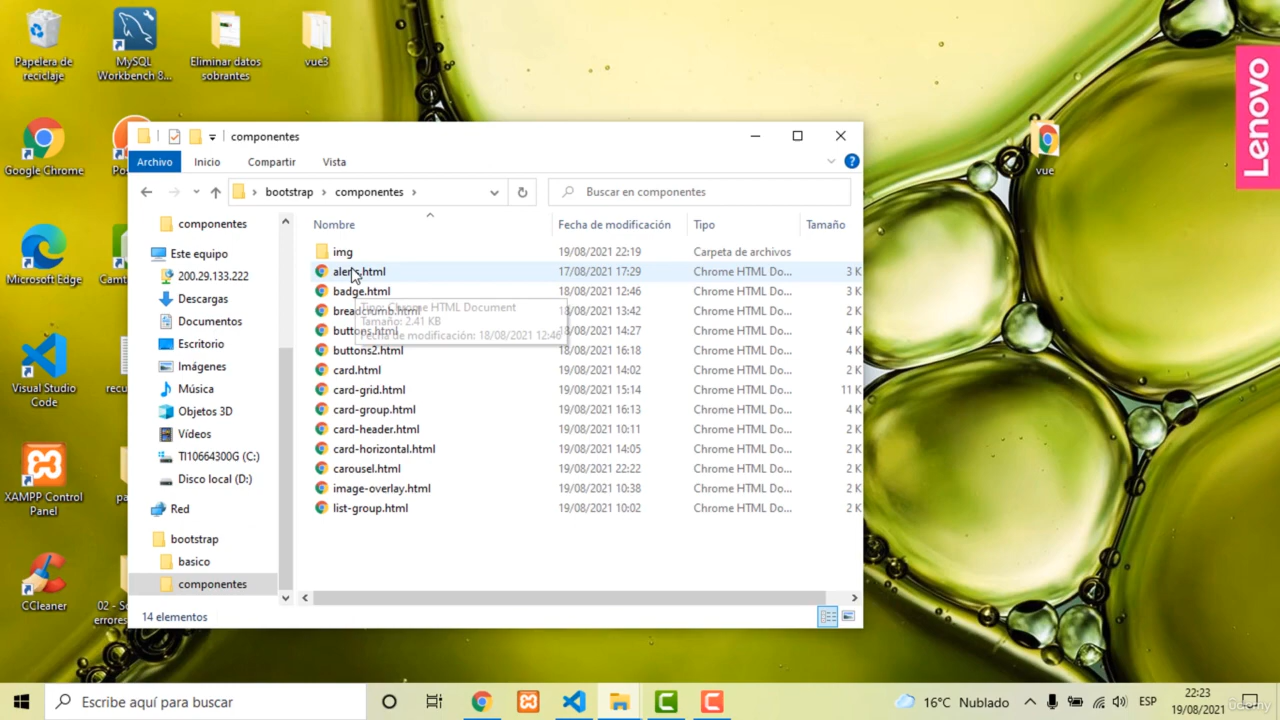 Papelera de
reciclaje
MySQL
Workbench 8...
Eliminar datos
sobrantes
vue3
Lenovo
Google Chrome
vue
componentes
Archivo
Inicio
Compartir
Vista
bootstrap
componentes
Buscar en componentes
componentes
Este equipo
200.29.133.222
Descargas
Documentos
Escritorio
Imágenes
Música
Objetos 3D
Vídeos
TI10664300G (C:)
Disco local (D:)
Red
bootstrap
basico
componentes
Nombre Fecha de modificación Tipo Tamaño
img 19/08/2021 22:19 Carpeta de archivos
alerts.html 17/08/2021 17:29 Chrome HTML Do... 3 K
badge.html 18/08/2021 12:46 Chrome HTML Do... 3 K
breadcrumb.html 18/08/2021 13:42 Chrome HTML Do... 2 K
buttons.html 18/08/2021 14:27 Chrome HTML Do... 4 K
buttons2.html 18/08/2021 16:18 Chrome HTML Do... 4 K
card.html 19/08/2021 14:02 Chrome HTML Do... 2 K
card-grid.html 19/08/2021 15:14 Chrome HTML Do... 11 K
card-group.html 19/08/2021 16:13 Chrome HTML Do... 4 K
card-header.html 19/08/2021 10:11 Chrome HTML Do... 2 K
card-horizontal.html 19/08/2021 14:05 Chrome HTML Do... 2 K
carousel.html 19/08/2021 22:22 Chrome HTML Do... 2 K
image-overlay.html 19/08/2021 10:38 Chrome HTML Do... 2 K
list-group.html 19/08/2021 10:02 Chrome HTML Do... 2 K
Tipo: Chrome HTML Document
Tamaño: 2.41 KB
Fecha de modificación: 18/08/2021 12:46
14 elementos
Microsoft Edge
Visual Studio
Code
XAMPP Control
Panel
CCleaner
Escribe aquí para buscar
16°C Nublado
ESP
22:23
19/08/2021
ûdemy